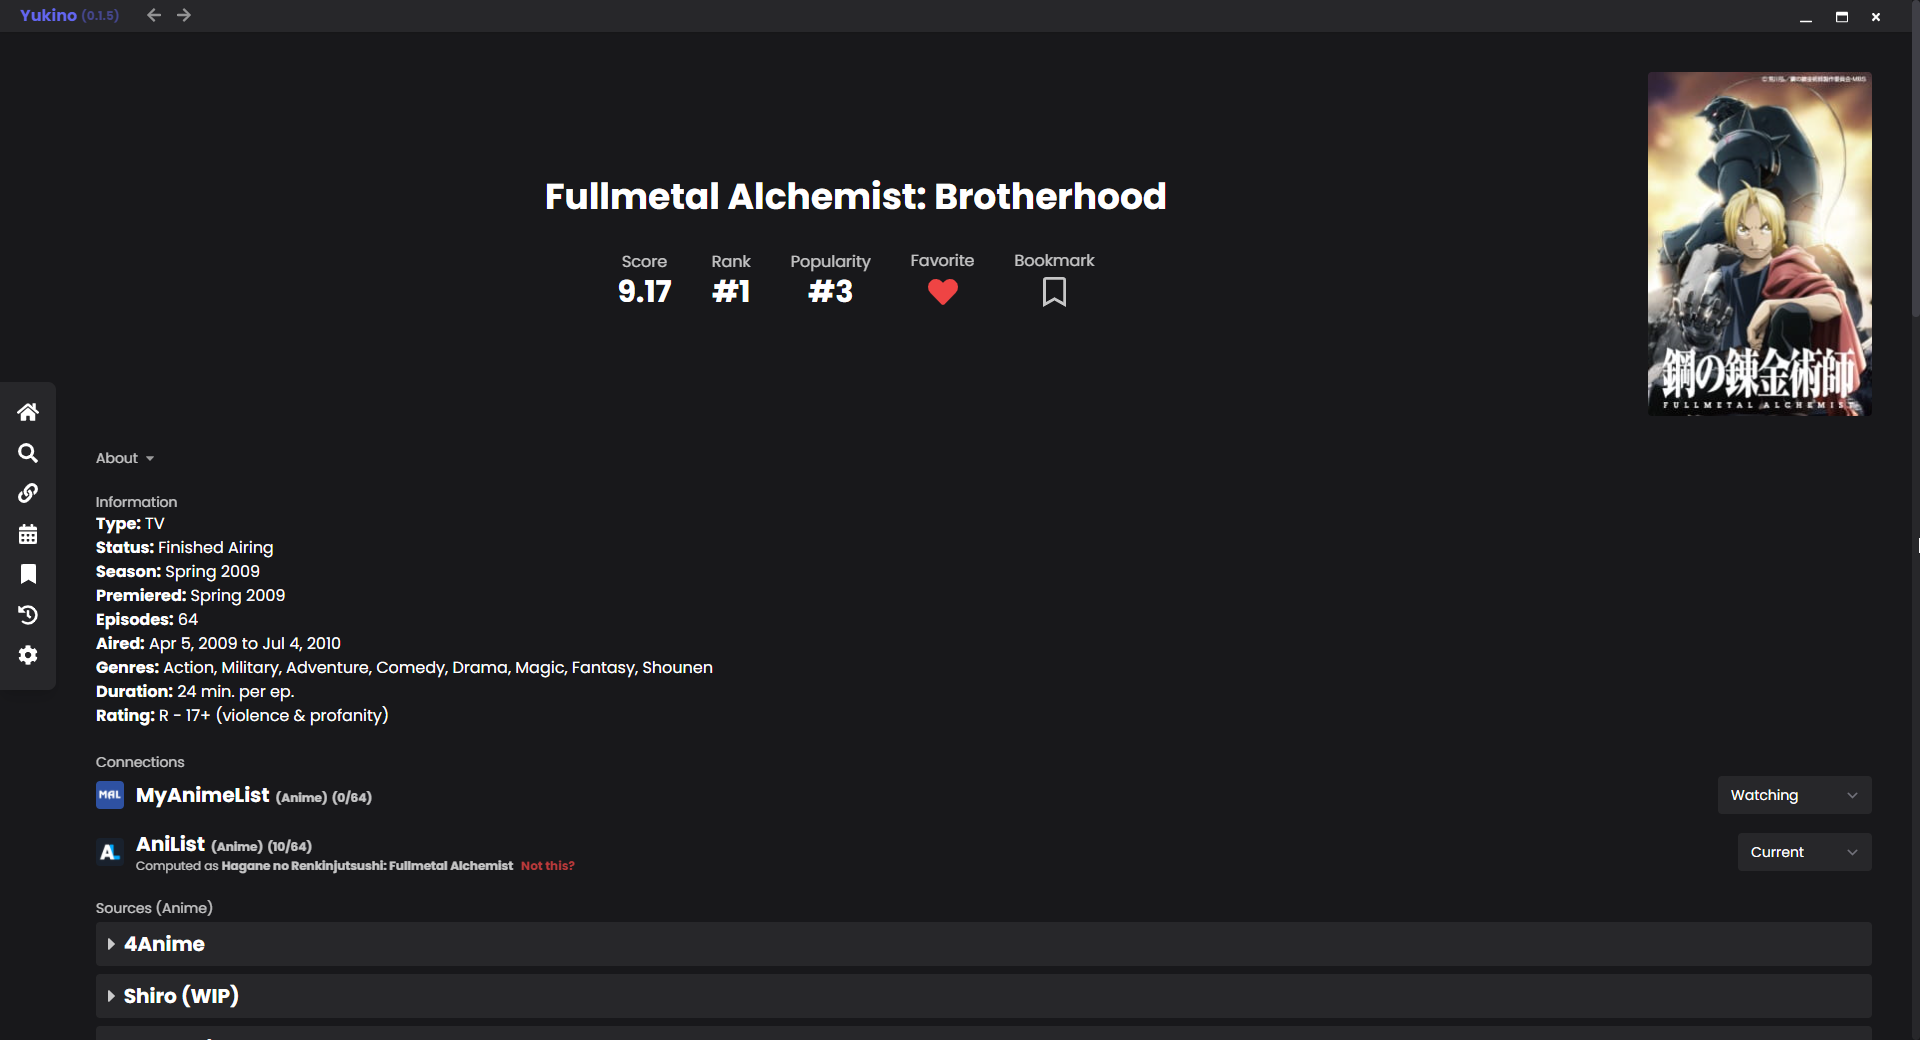 Yukino (0.1.5)
Fullmetal Alchemist: Brotherhood
Score
9.17
Rank
#1
Popularity
#3
Favorite
Bookmark
鋼の錬金術師
FULLMETAL ALCHEMIST
About
Information
Type: TV
Status: Finished Airing
Season: Spring 2009
Premiered: Spring 2009
Episodes: 64
Aired: Apr 5, 2009 to Jul 4, 2010
Genres: Action, Military, Adventure, Comedy, Drama, Magic, Fantasy, Shounen
Duration: 24 min. per ep.
Rating: R - 17+ (violence & profanity)
Connections
MAL MyAnimeList (Anime) (0/64)
Watching
AL AniList (Anime) (10/64)
Computed as Hagane no Renkinjutsushi: Fullmetal Alchemist Not this?
Current
Sources (Anime)
4Anime
Shiro (WIP)